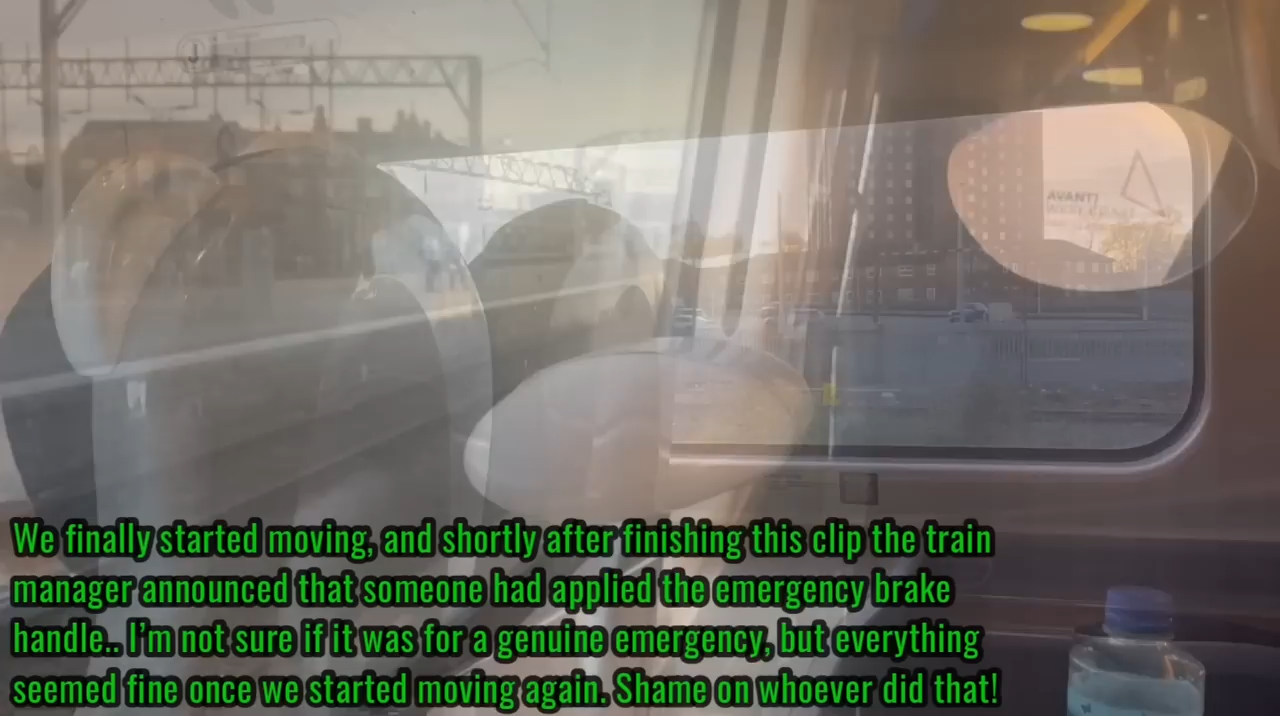 AVANTI
WEST COAST
We finally started moving, and shortly after finishing this clip the train
manager announced that someone had applied the emergency brake
handle.. I'm not sure if it was for a genuine emergency, but everything
seemed fine once we started moving again. Shame on whoever did that!